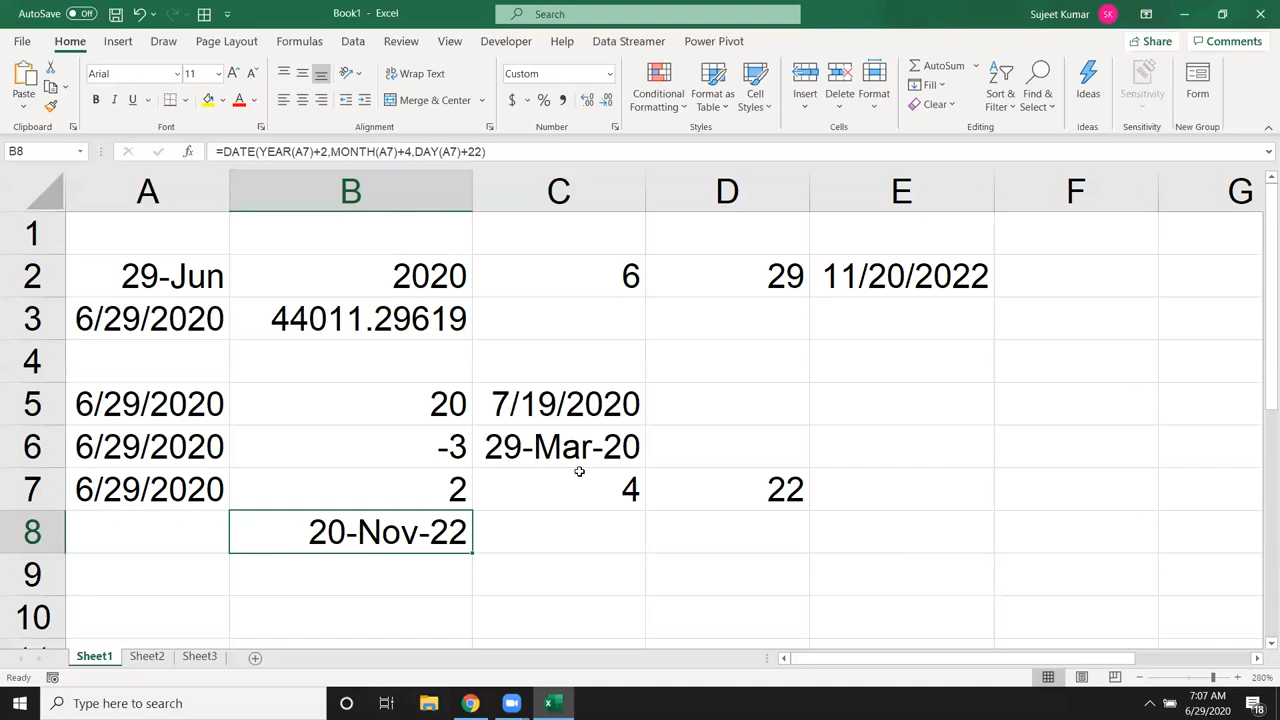 AutoSave Off Book1 - Excel Search Sujeet Kumar SK
File Home Insert Draw Page Layout Formulas Data Review View Developer Help Data Streamer Power Pivot Share Comments
Paste Arial 11 Wrap Text Custom Conditional Formatting Format as Table Cell Styles Insert Delete Format AutoSum Fill Clear Sort & Filter Find & Select Ideas Sensitivity Form
B I U A Merge & Center $ % ,
Clipboard Font Alignment Number Styles Cells Editing Ideas Sensitivity New Group
B8 fx =DATE(YEAR(A7)+2,MONTH(A7)+4,DAY(A7)+22)
A B C D E F G
1
2 29-Jun 2020 6 29 11/20/2022
3 6/29/2020 44011.29619
4
5 6/29/2020 20 7/19/2020
6 6/29/2020 -3 29-Mar-20
7 6/29/2020 2 4 22
8 20-Nov-22
9
10
Sheet1 Sheet2 Sheet3
Ready 280%
Type here to search 7:07 AM
6/29/2020 18